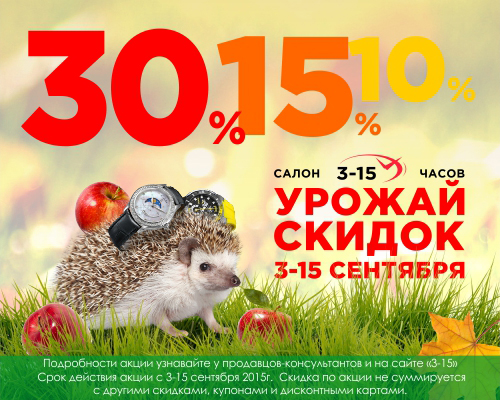 30% 15% 10%
САЛОН 3-15 ЧАСОВ
УРОЖАЙ
СКИДОК
3-15 СЕНТЯБРЯ
Подробности акции узнавайте у продавцов-консультантов и на сайте «3-15»
Срок действия акции с 3-15 сентября 2015г. Скидка по акции не суммируется
с другими скидками, купонами и дисконтными картами.